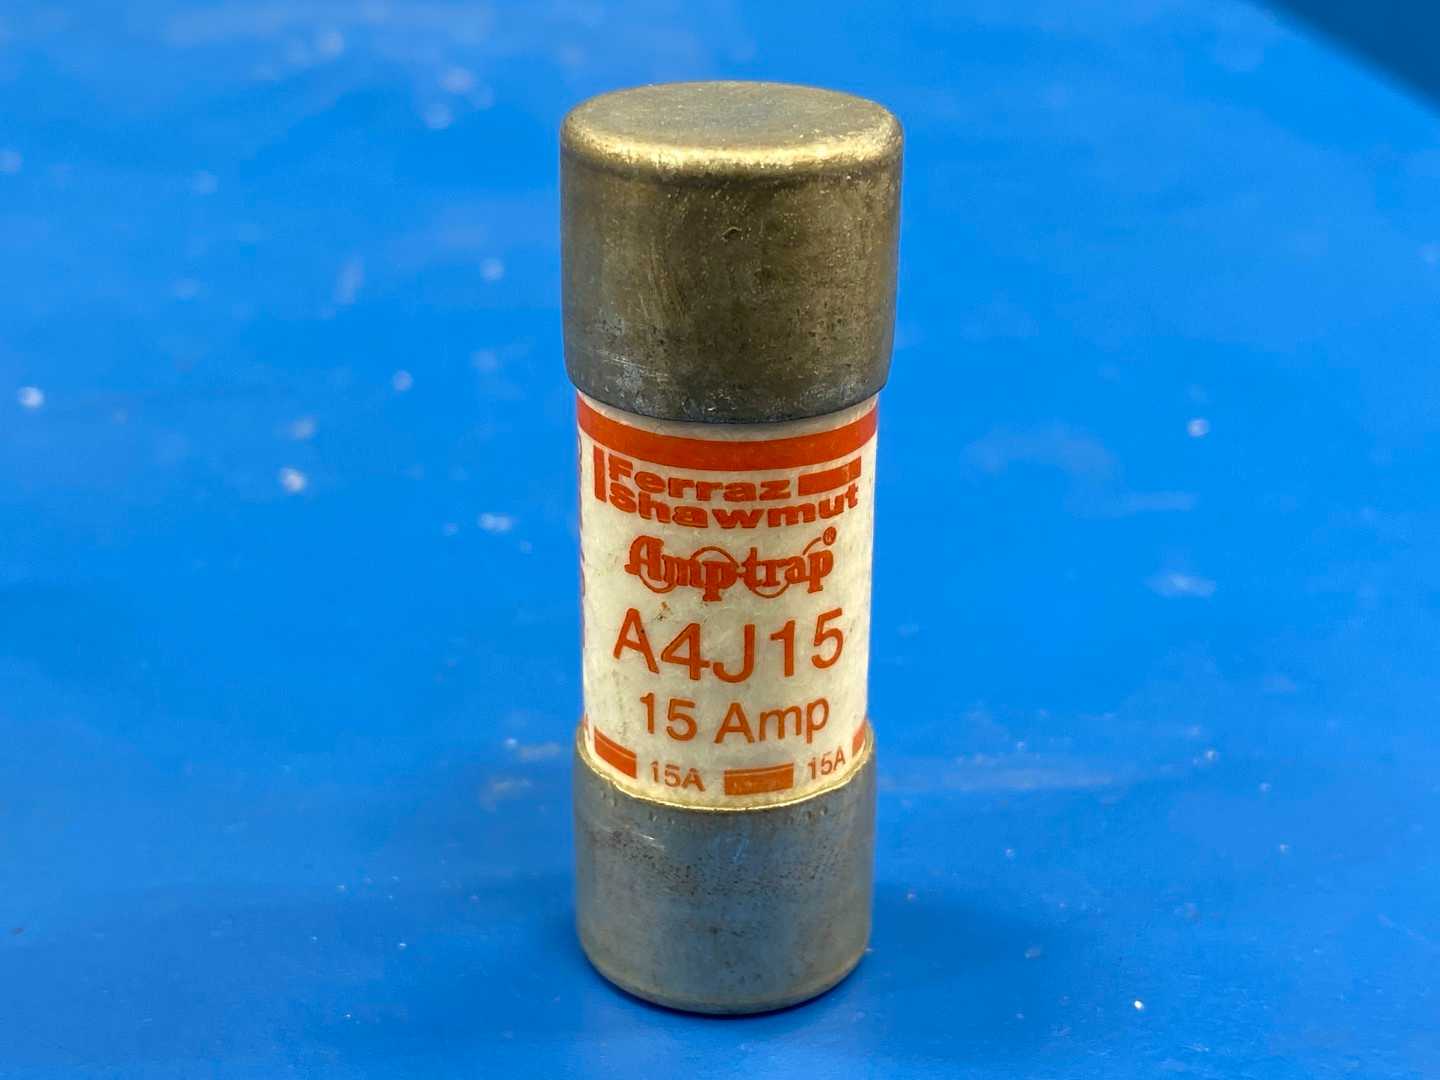 Ferraz
Shawmut
Amp-trap®
A4J15
15 Amp
15A 15A